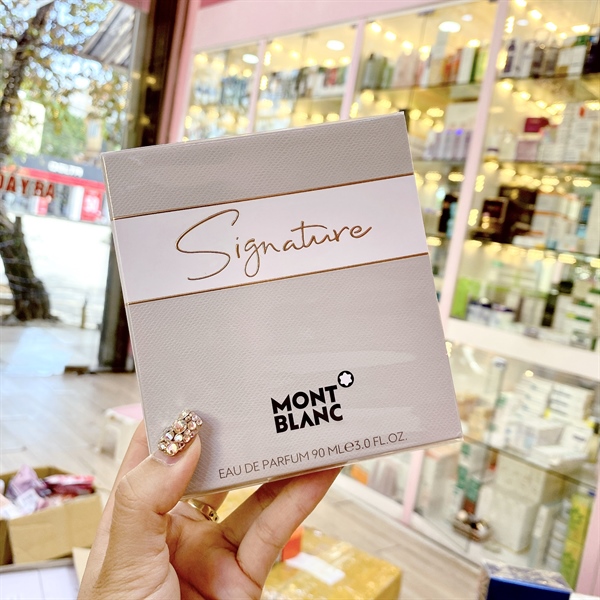 Signature
MONT
BLANC
EAU DE PARFUM 90 ML℮3.0 FL.OZ.